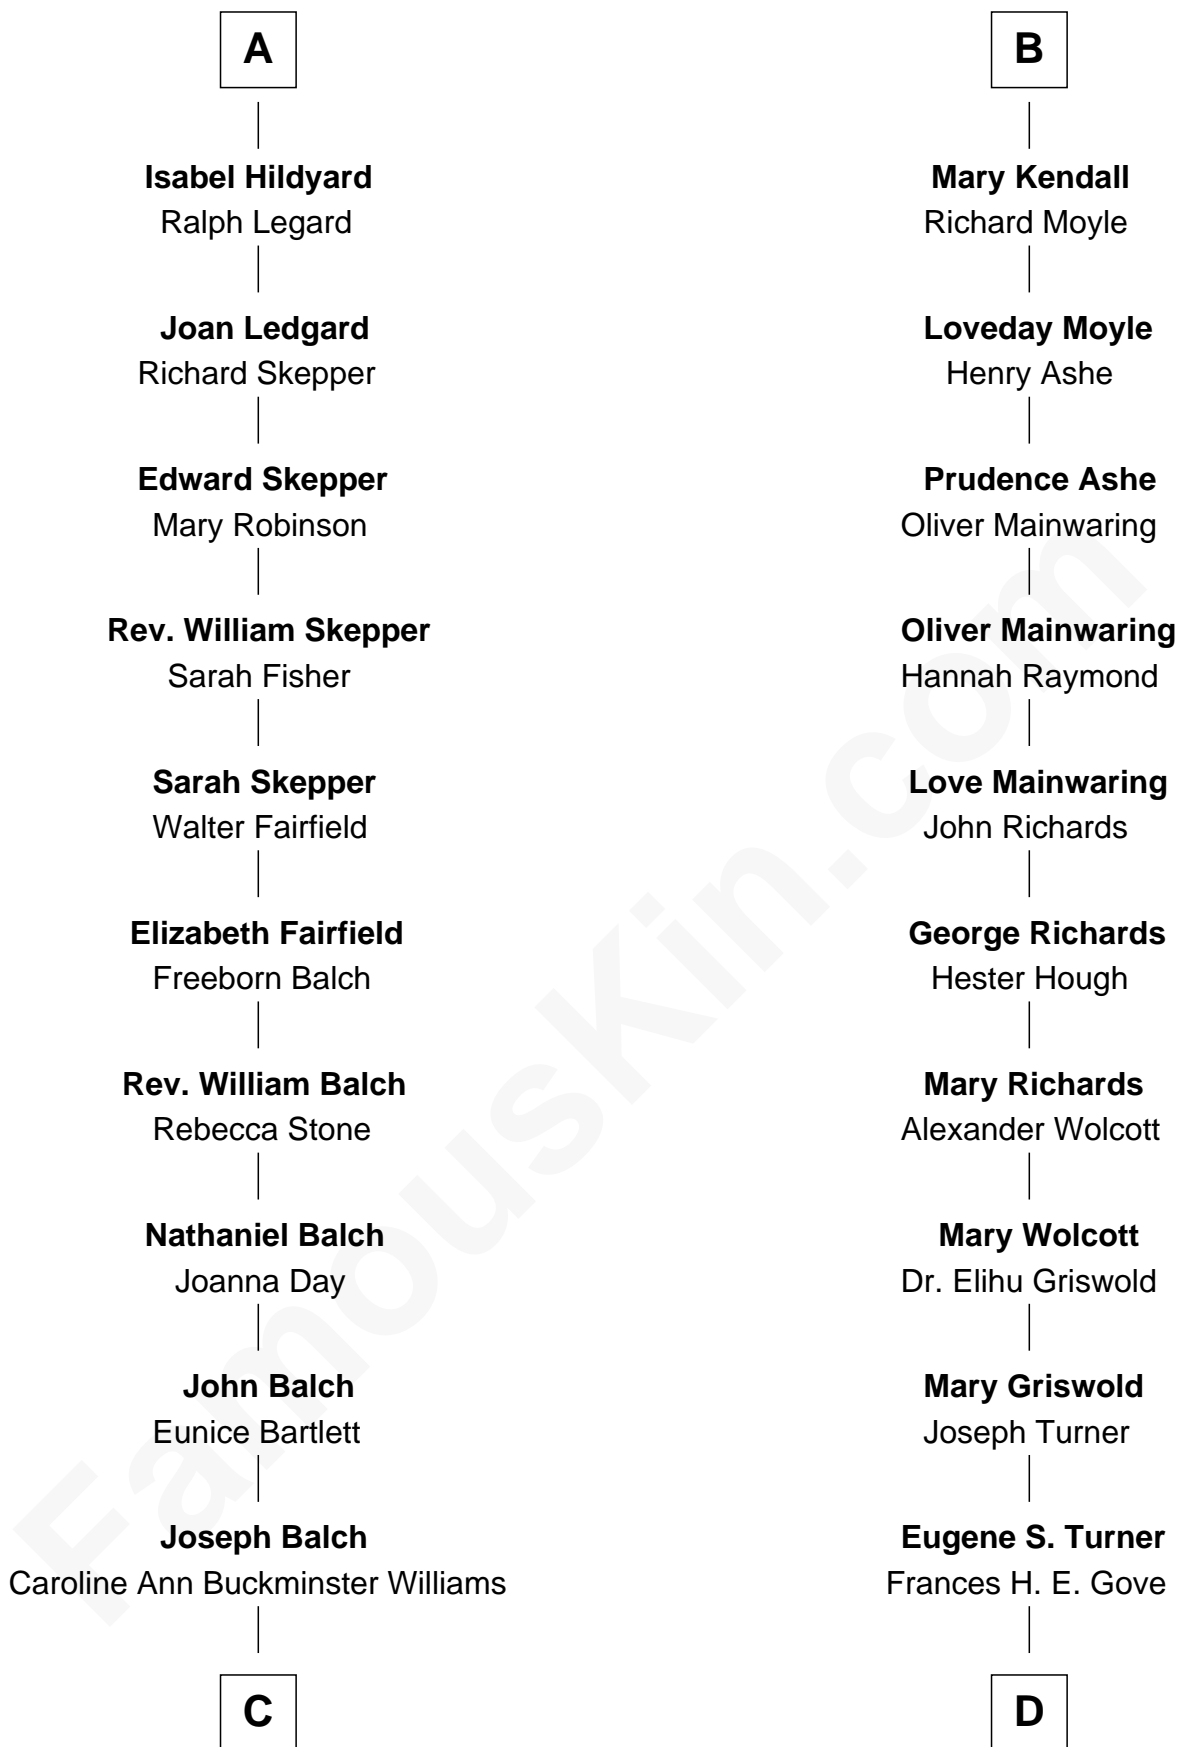 A
Isabel Hildyard
Ralph Legard
Joan Ledgard
Richard Skepper
Edward Skepper
Mary Robinson
Rev. William Skepper
Sarah Fisher
Sarah Skepper
Walter Fairfield
Elizabeth Fairfield
Freeborn Balch
Rev. William Balch
Rebecca Stone
Nathaniel Balch
Joanna Day
John Balch
Eunice Bartlett
Joseph Balch
Caroline Ann Buckminster Williams
C
B
Mary Kendall
Richard Moyle
Loveday Moyle
Henry Ashe
Prudence Ashe
Oliver Mainwaring
Oliver Mainwaring
Hannah Raymond
Love Mainwaring
John Richards
George Richards
Hester Hough
Mary Richards
Alexander Wolcott
Mary Wolcott
Dr. Elihu Griswold
Mary Griswold
Joseph Turner
Eugene S. Turner
Frances H. E. Gove
D
FamousKin.com